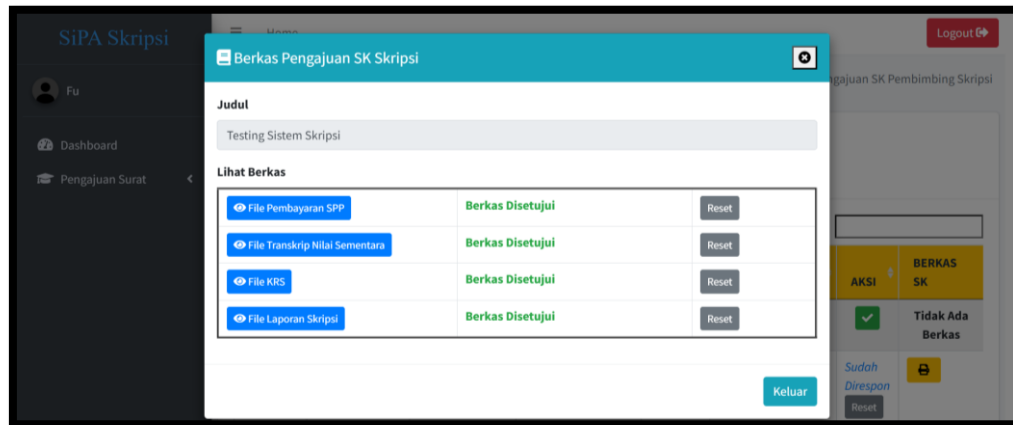 SiPA Skripsi
Home
Logout
Berkas Pengajuan SK Skripsi
Fu
ngajuan SK Pembimbing Skripsi
Judul
Testing Sistem Skripsi
Dashboard
Pengajuan Surat
Lihat Berkas
File Pembayaran SPP Berkas Disetujui Reset
File Transkrip Nilai Sementara Berkas Disetujui Reset
File KRS Berkas Disetujui Reset
File Laporan Skripsi Berkas Disetujui Reset
AKSI
BERKAS
SK
Tidak Ada
Berkas
Sudah
Direspon
Reset
Keluar